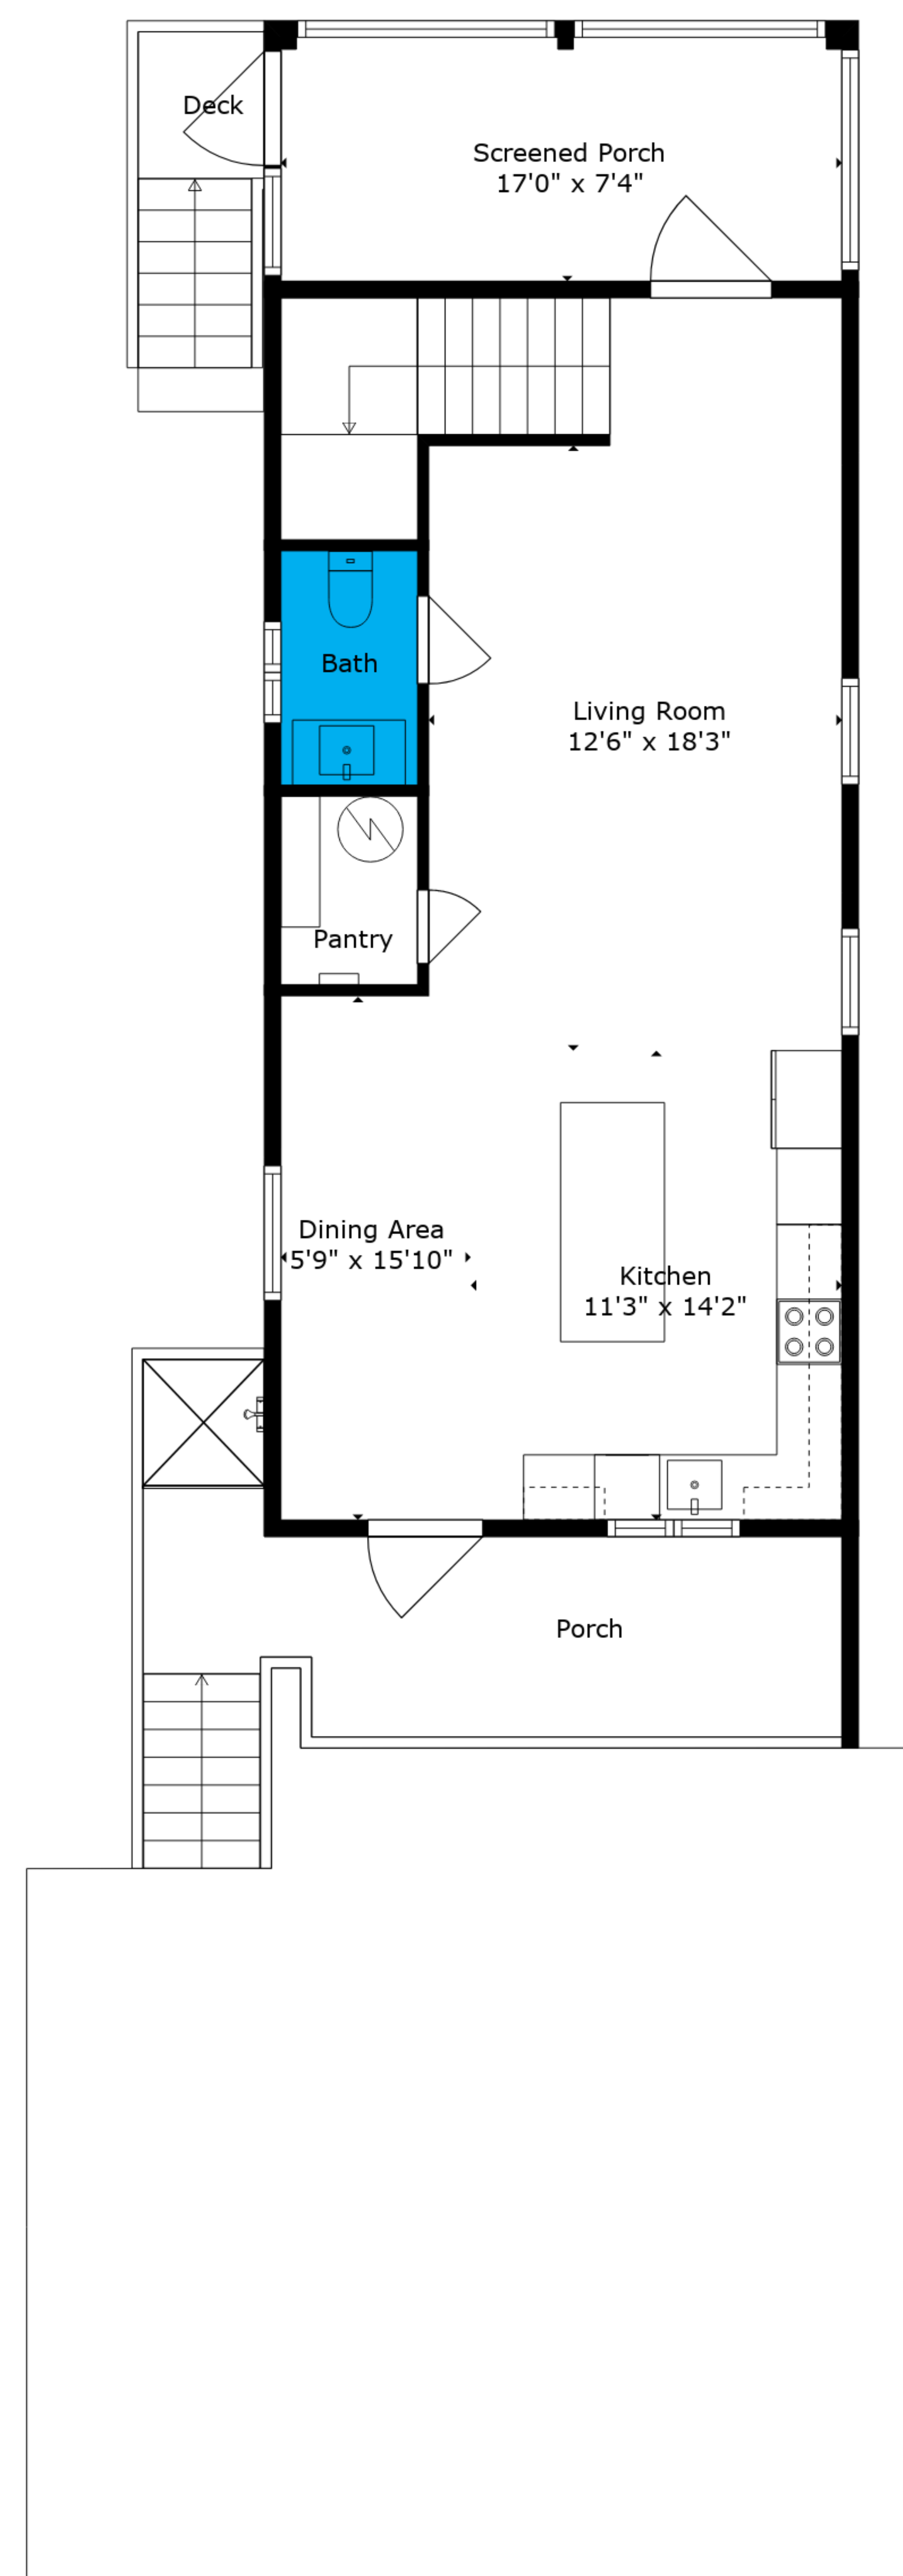 Deck
Screened Porch
17'0" x 7'4"
Bath
Living Room
12'6" x 18'3"
Pantry
Dining Area
5'9" x 15'10"
Kitchen
11'3" x 14'2"
Porch